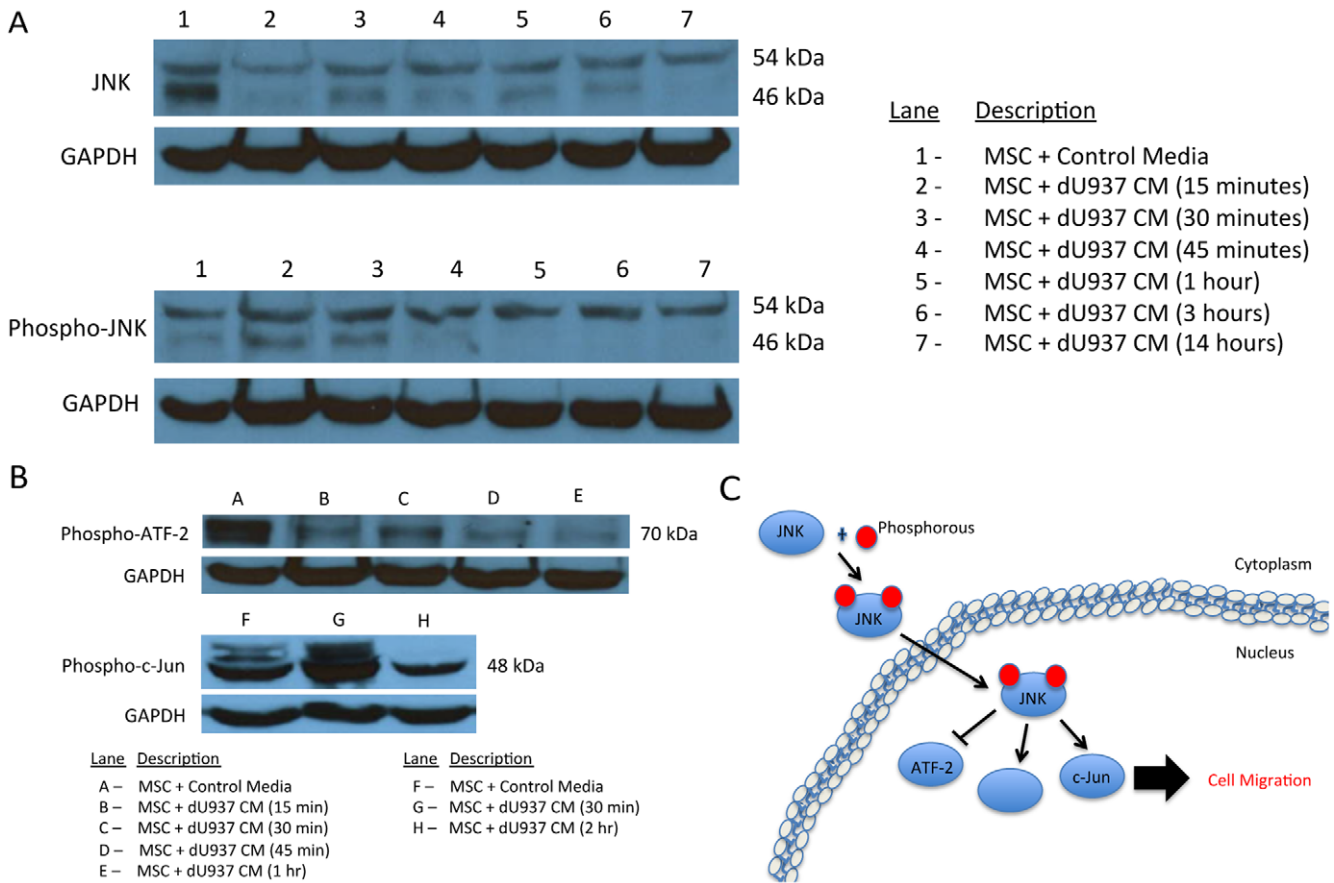 A
1 2 3 4 5 6 7
JNK
54 kDa
46 kDa
GAPDH
1 2 3 4 5 6 7
Phospho-JNK
54 kDa
46 kDa
GAPDH
Lane Description
1 - MSC + Control Media
2 - MSC + dU937 CM (15 minutes)
3 - MSC + dU937 CM (30 minutes)
4 - MSC + dU937 CM (45 minutes)
5 - MSC + dU937 CM (1 hour)
6 - MSC + dU937 CM (3 hours)
7 - MSC + dU937 CM (14 hours)
B
A B C D E
Phospho-ATF-2
70 kDa
GAPDH
F G H
Phospho-c-Jun
48 kDa
GAPDH
Lane Description
A – MSC + Control Media
B – MSC + dU937 CM (15 min)
C – MSC + dU937 CM (30 min)
D – MSC + dU937 CM (45 min)
E – MSC + dU937 CM (1 hr)
Lane Description
F – MSC + Control Media
G – MSC + dU937 CM (30 min)
H – MSC + dU937 CM (2 hr)
C
JNK + Phosphorous
JNK
Cytoplasm
Nucleus
JNK
ATF-2
c-Jun
Cell Migration